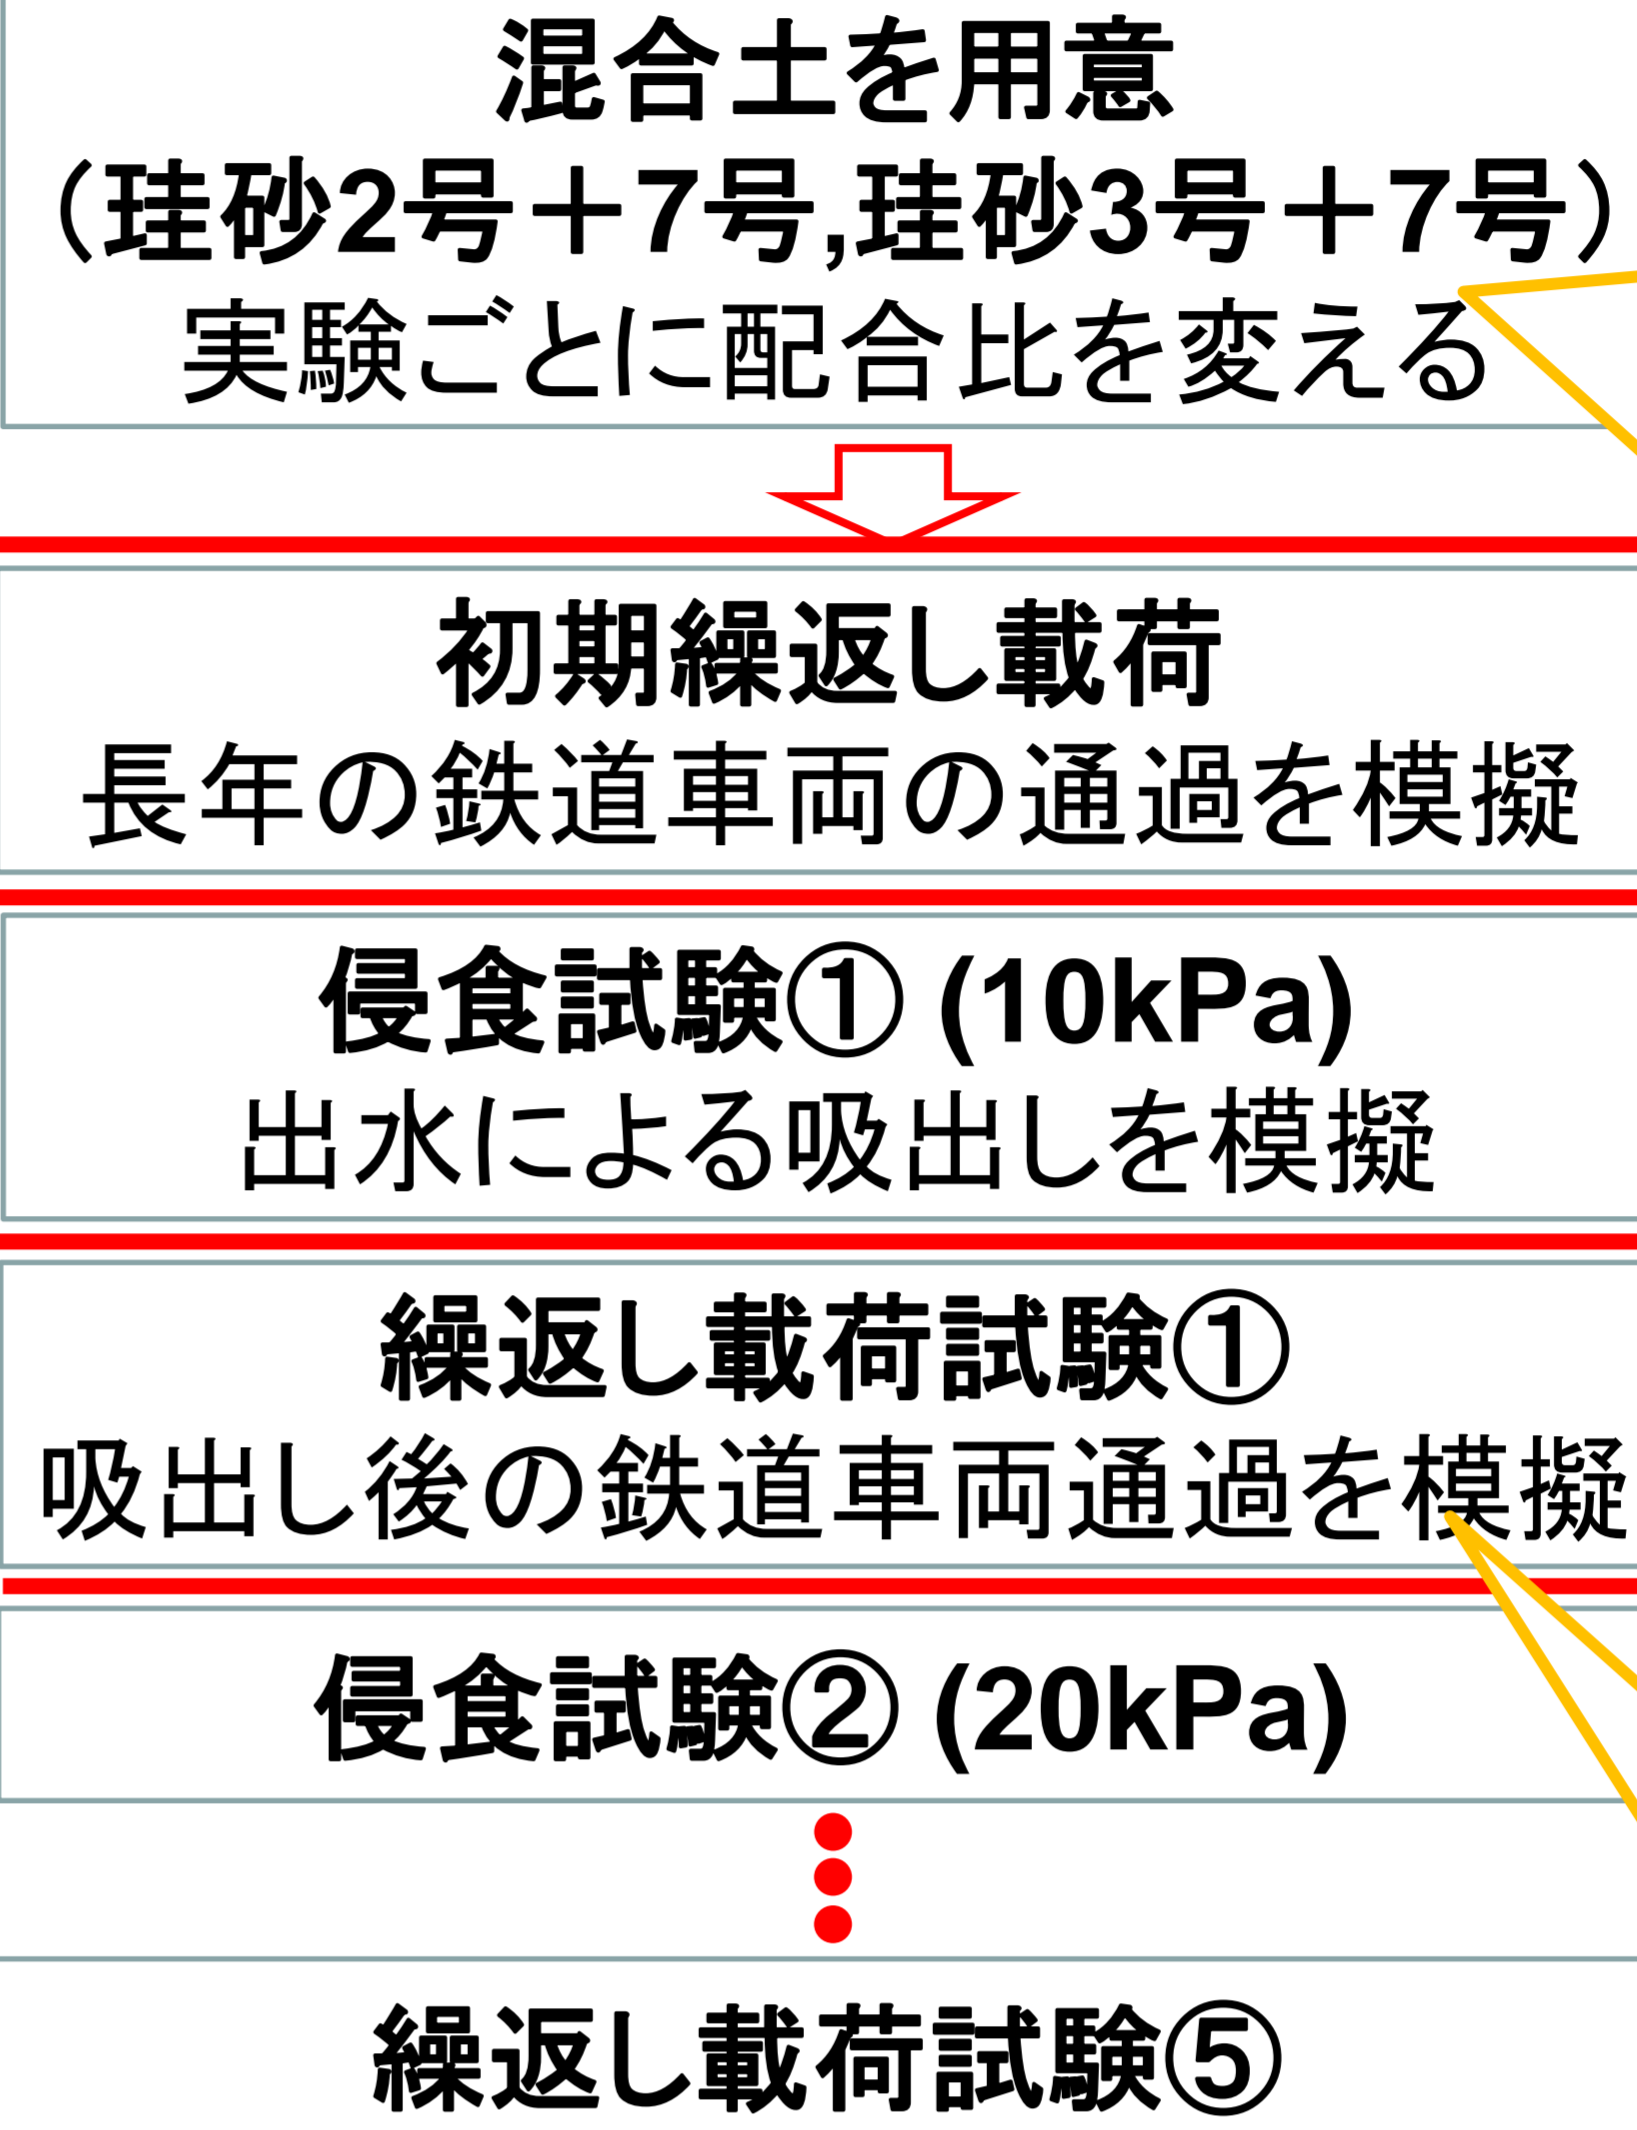 混合土を用意
（珪砂2号＋7号,珪砂3号＋7号）
実験ごとに配合比を変える
初期繰返し載荷
長年の鉄道車両の通過を模擬
侵食試験① (10kPa)
出水による吸出しを模擬
繰返し載荷試験①
吸出し後の鉄道車両通過を模擬
侵食試験② (20kPa)
繰返し載荷試験⑤